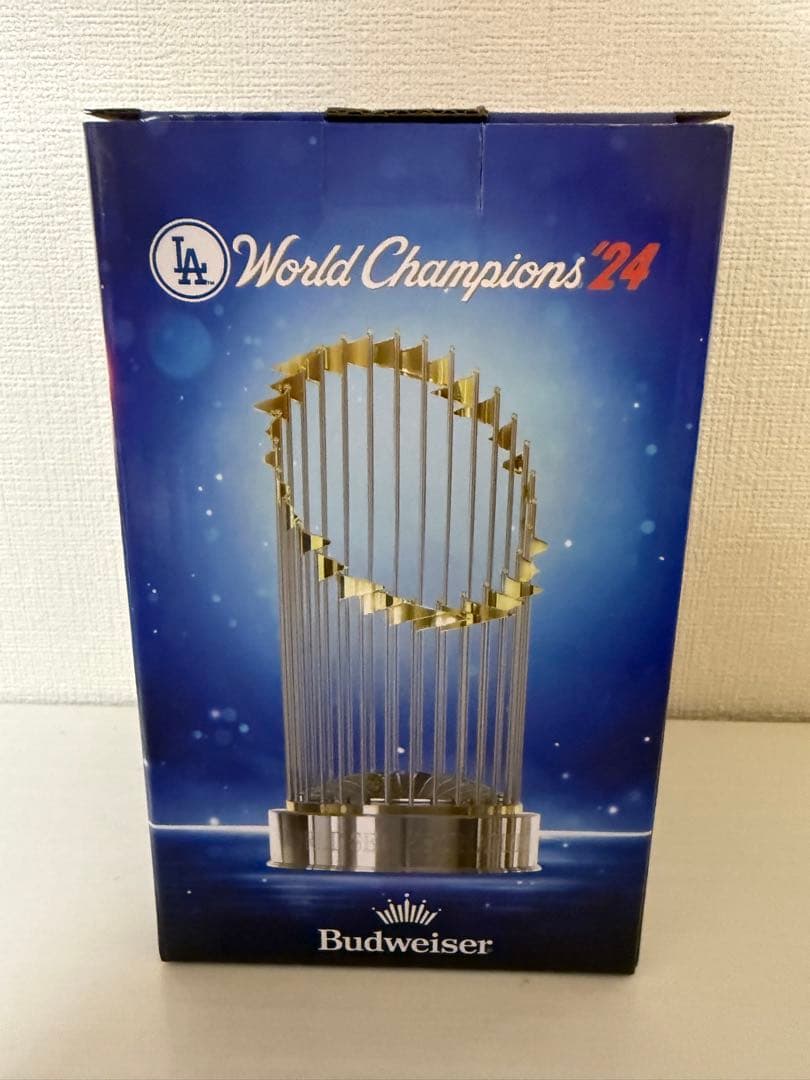 LA World Champions '24
Budweiser